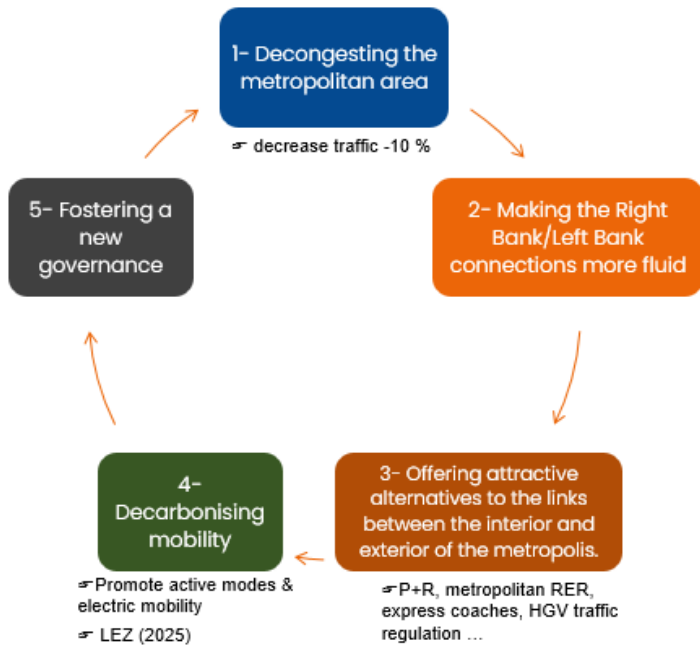 1- Decongesting the
metropolitan area
☞ decrease traffic -10 %
2- Making the Right
Bank/Left Bank
connections more fluid
3- Offering attractive
alternatives to the links
between the interior and
exterior of the metropolis.
☞P+R, metropolitan RER,
express coaches, HGV traffic
regulation ...
4-
Decarbonising
mobility
☞Promote active modes &
electric mobility
☞ LEZ (2025)
5- Fostering a
new
governance